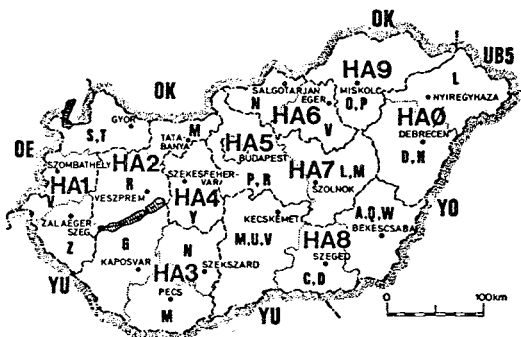 OK
OK
HA9
L
UB5
SALGOTARJAN
MISKOLC
N
EGER
O,P
NYIREGYHAZA
HA6
HAØ
S,T
GYOR
M
V
DEBRECEN
TATA-
BANYA
HA5
OE
BUDAPEST
D,N
SZOMBATHELY
HA2
HA1
R
SZEKESFEHER-
VAR
P,R
HA7
L,M
VESZPREM
HA4
SZOLNOK
YO
ZALAEGER-
SZEG
Y
KECSKEMET
A,Q,W
BEKESCSABA
Z
G
N
M,U,V
HA8
KAPOSVAR
HA3
SZEKSZARD
SZEGED
YU
PECS
C,D
M
YU
0
100km